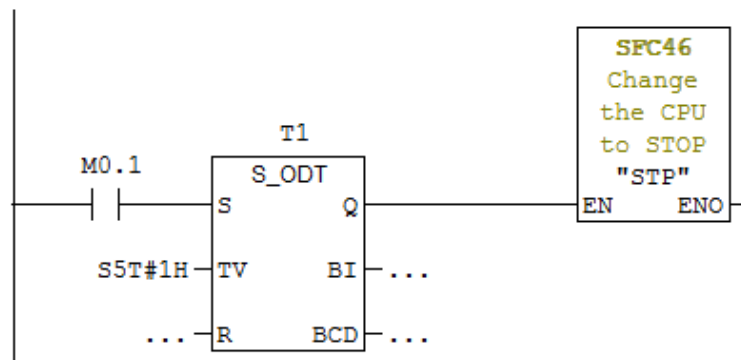 SFC46
Change
the CPU
to STOP
"STP"
T1
M0.1
S_ODT
S Q
EN ENO
S5T#1H TV BI ...
... R BCD ...